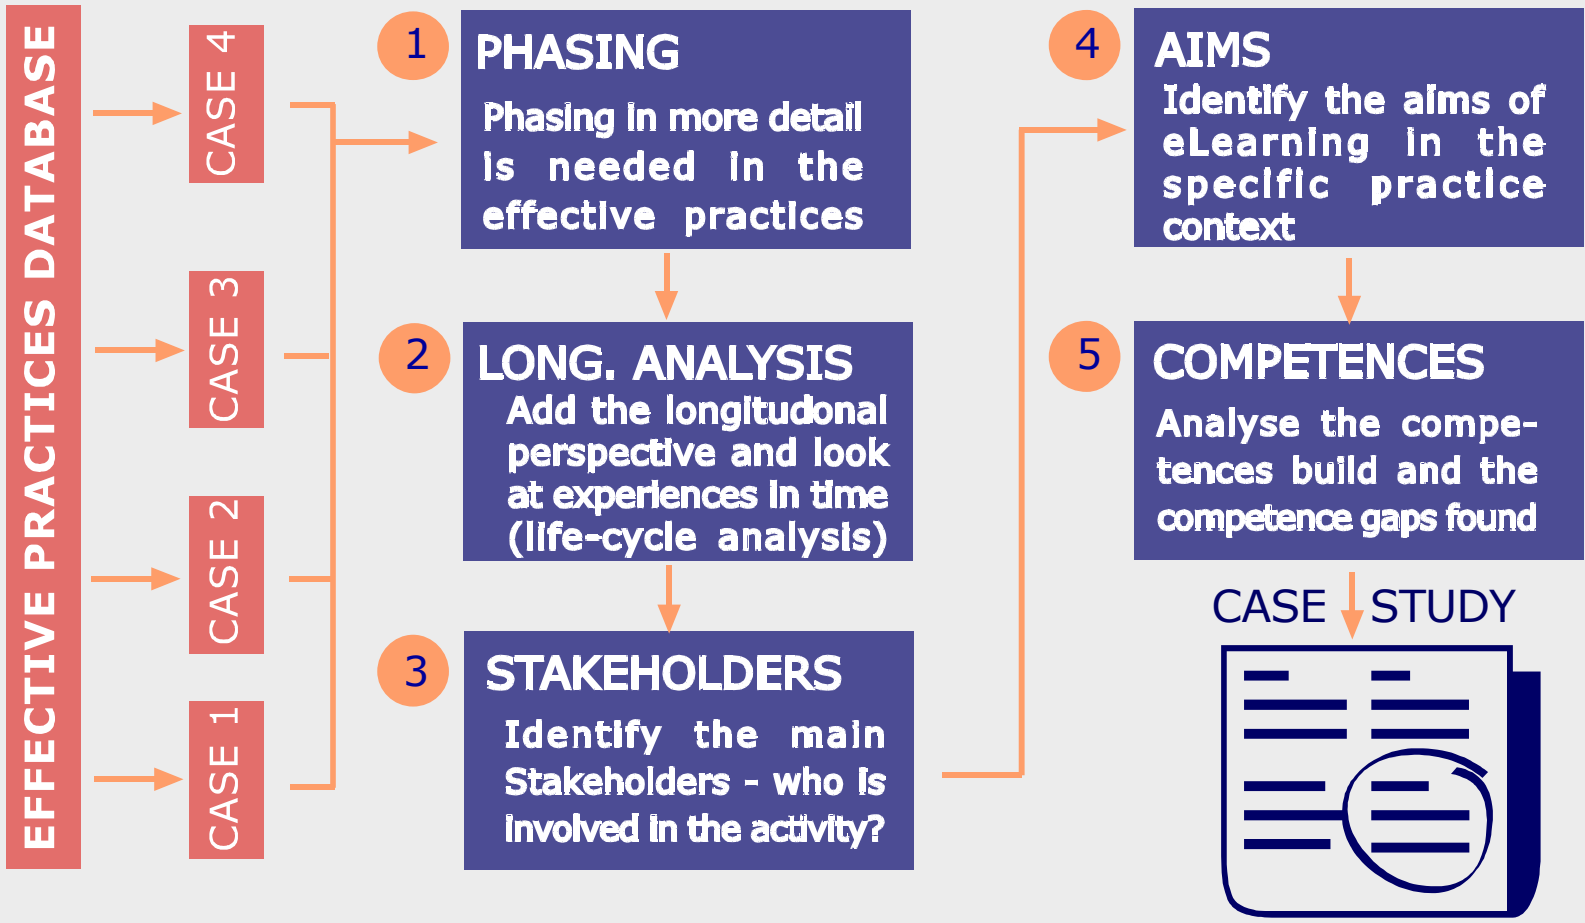 EFFECTIVE PRACTICES DATABASE
CASE 4
CASE 3
CASE 2
CASE 1
1
PHASING
Phasing in more detail
is needed in the
effective practices
2
LONG. ANALYSIS
Add the longitudonal
perspective and look
at experiences in time
(life-cycle analysis)
3
STAKEHOLDERS
Identify the main
Stakeholders - who is
involved in the activity?
4
AIMS
Identify the aims of
eLearning in the
specific practice
context
5
COMPETENCES
Analyse the compe-
tences build and the
competence gaps found
CASE STUDY